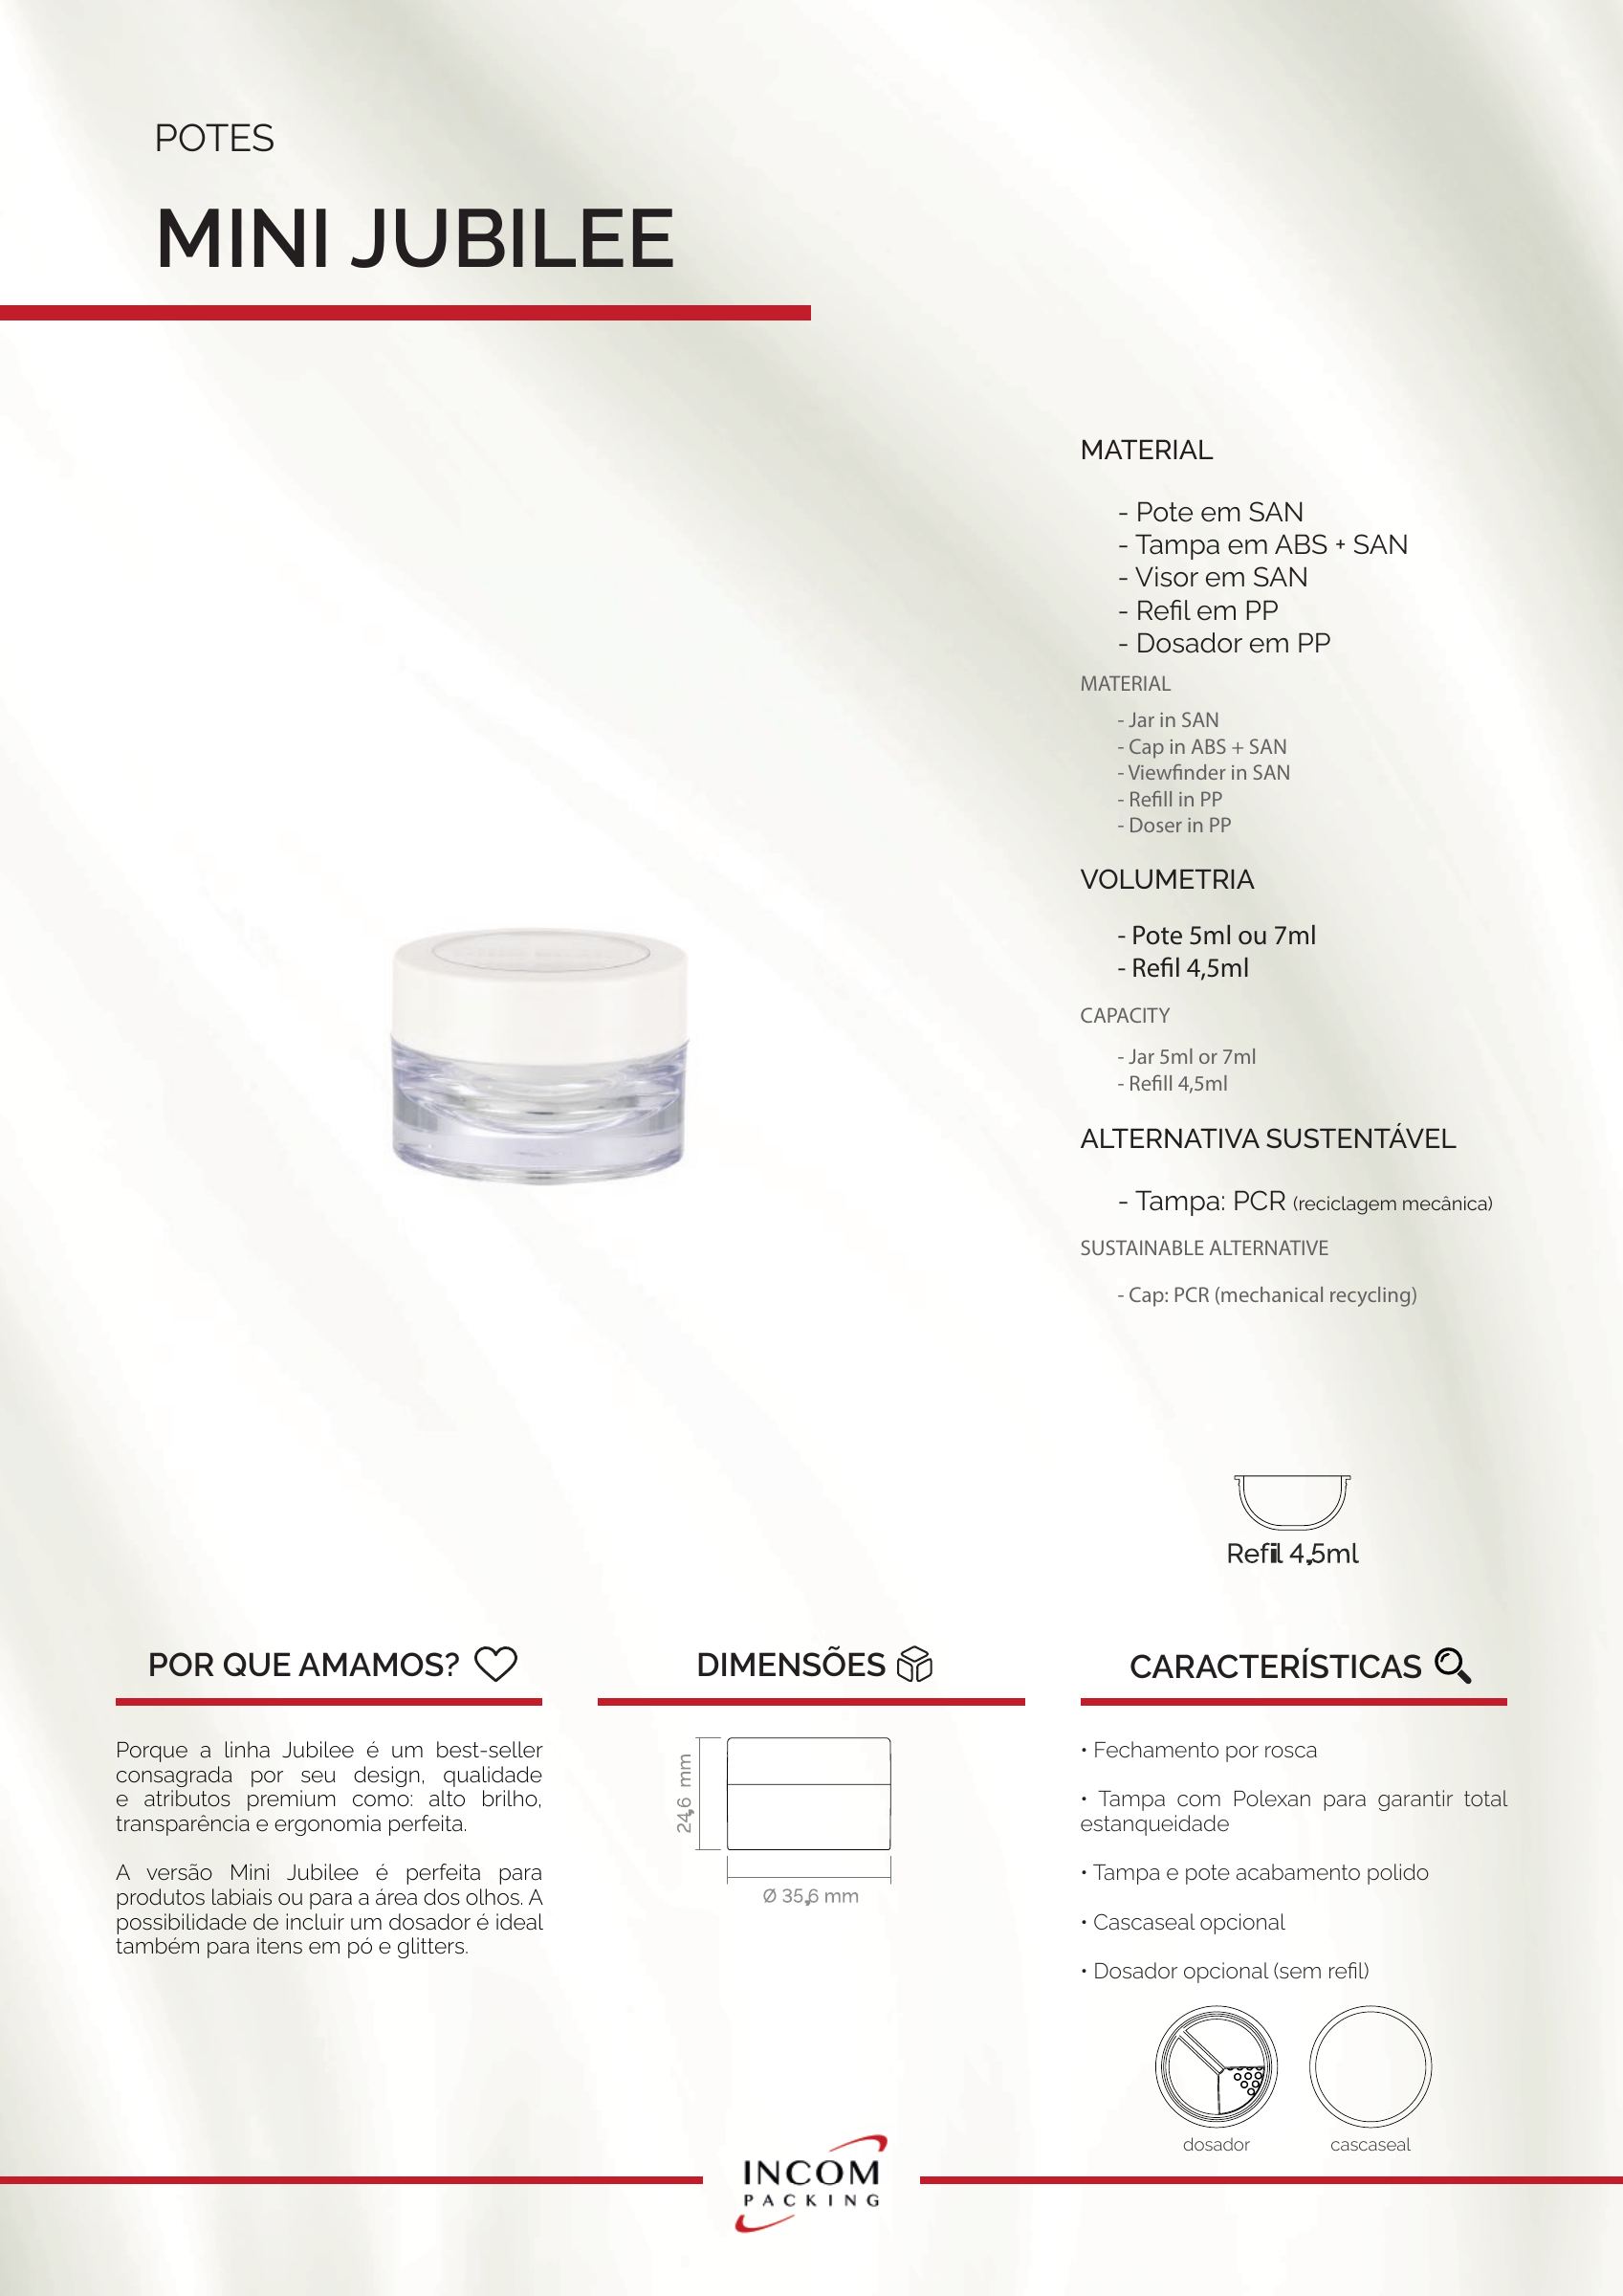 POTES
MINI JUBILEE
MATERIAL
- Pote em SAN
- Tampa em ABS + SAN
- Visor em SAN
- Refil em PP
- Dosador em PP
MATERIAL
- Jar in SAN
- Cap in ABS + SAN
- Viewfinder in SAN
- Refill in PP
- Doser in PP
VOLUMETRIA
- Pote 5ml ou 7ml
- Refil 4,5ml
CAPACITY
- Jar 5ml or 7ml
- Refill 4,5ml
ALTERNATIVA SUSTENTÁVEL
- Tampa: PCR (reciclagem mecânica)
SUSTAINABLE ALTERNATIVE
- Cap: PCR (mechanical recycling)
Refil 4,5ml
POR QUE AMAMOS?
Porque a linha Jubilee é um best-seller
consagrada por seu design, qualidade
e atributos premium como: alto brilho,
transparência e ergonomia perfeita.
A versão Mini Jubilee é perfeita para
produtos labiais ou para a área dos olhos. A
possibilidade de incluir um dosador é ideal
também para itens em pó e glitters.
DIMENSÕES
24,6 mm
Ø 35,6 mm
CARACTERÍSTICAS
• Fechamento por rosca
• Tampa com Polexan para garantir total
estanqueidade
• Tampa e pote acabamento polido
• Cascaseal opcional
• Dosador opcional (sem refil)
dosador
cascaseal
INCOM
PACKING